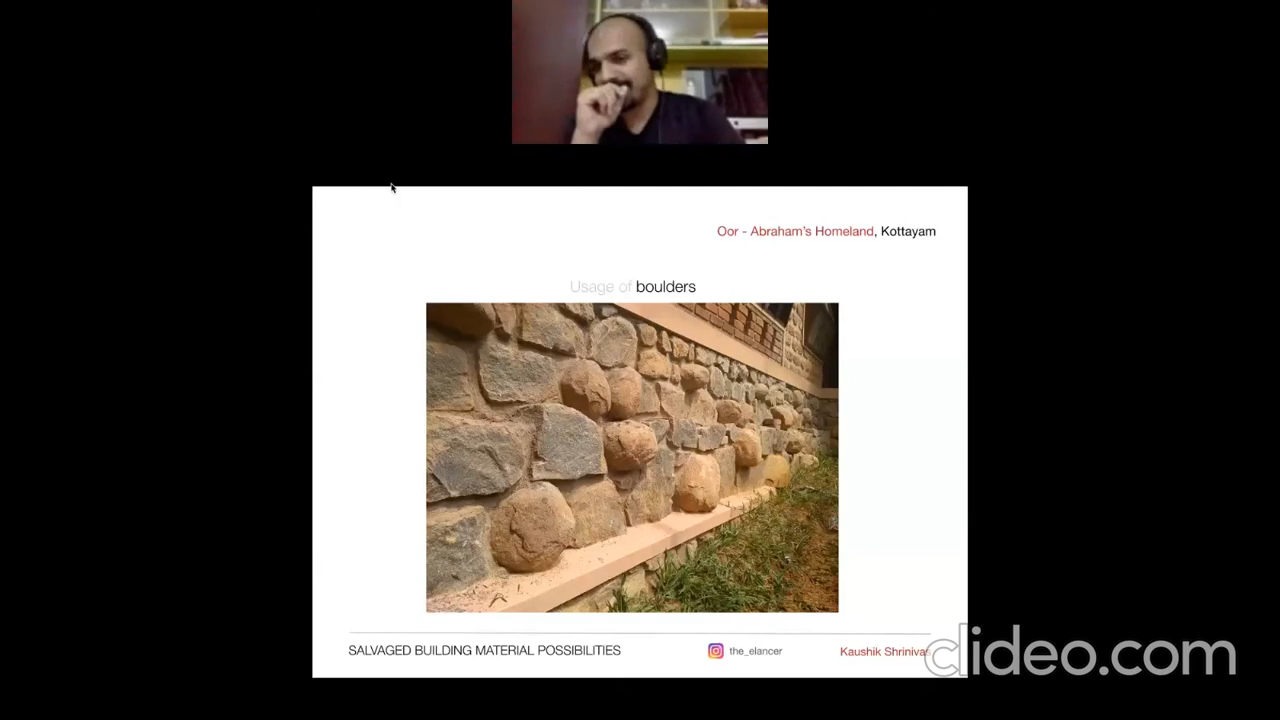 Oor - Abraham's Homeland, Kottayam
Usage of boulders
SALVAGED BUILDING MATERIAL POSSIBILITIES
the_elancer
Kaushik Shrinivas
clideo.com